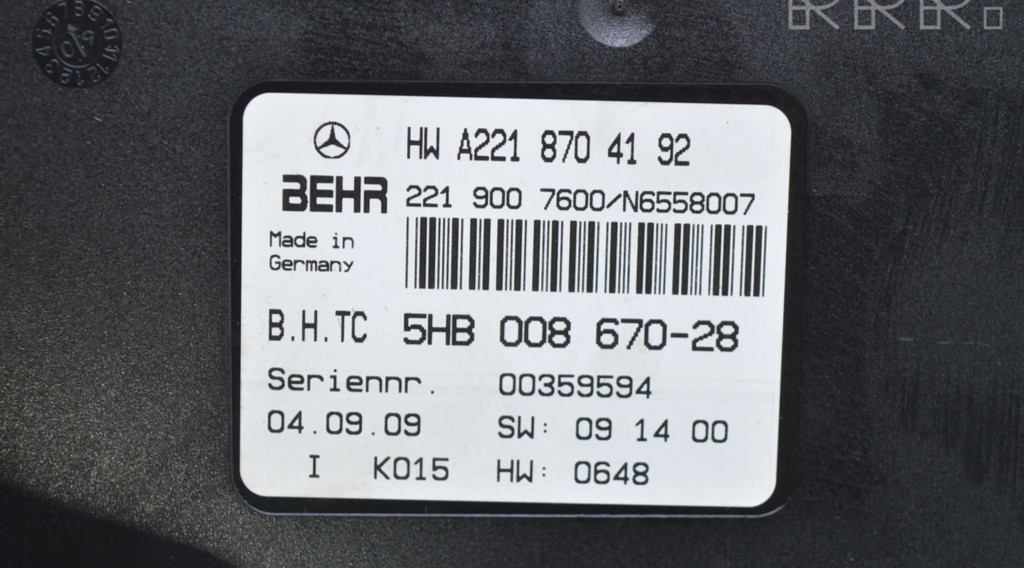 RRR.
HW A221 870 41 92
BEHR 221 900 7600/N6558007
Made in
Germany
B.H.TC 5HB 008 670-28
Seriennr. 00359594
04.09.09 SW: 09 14 00
I K015 HW: 0648